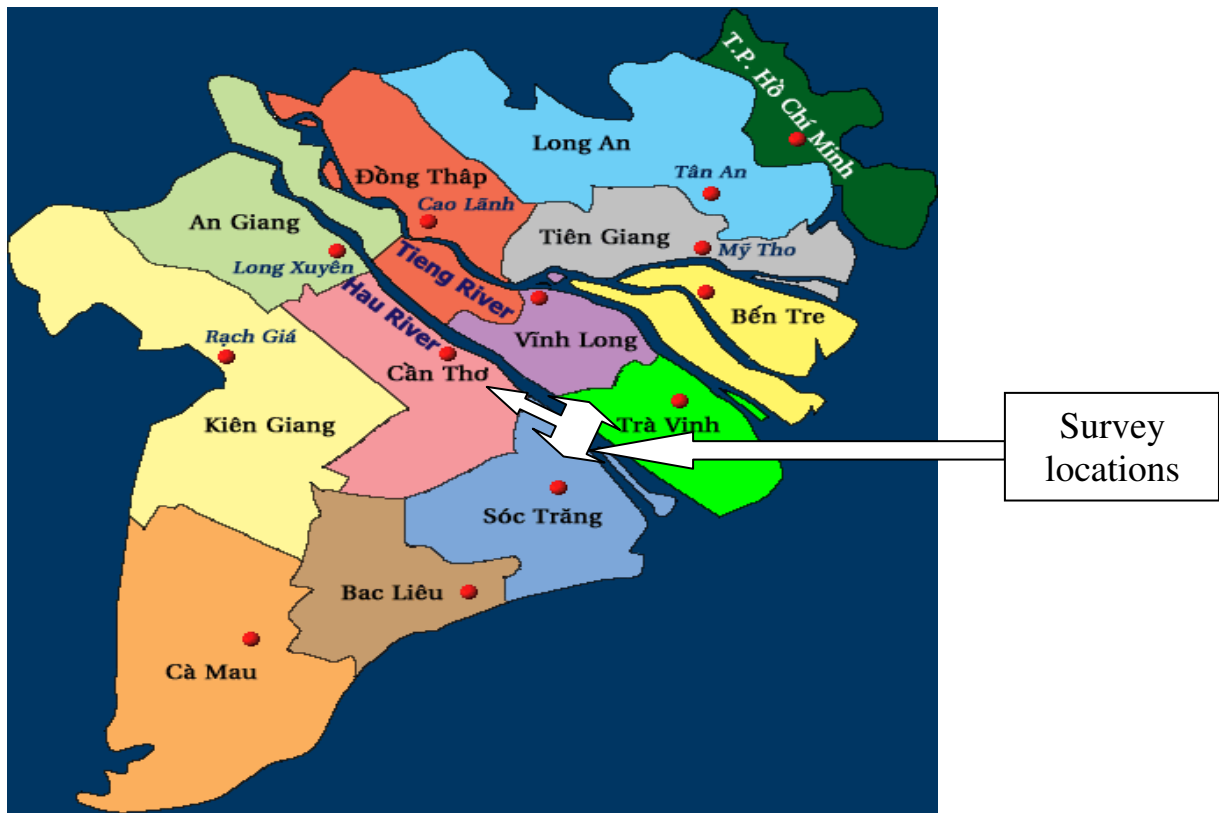 T.P. Hồ Chí Minh
Long An
Tân An
Đồng Thâp
Cao Lãnh
An Giang
Tiên Giang
Mỹ Tho
Long Xuyên
Tieng River
Hau River
Bến Tre
Vĩnh Long
Rạch Giá
Cần Thơ
Kiên Giang
Trà Vinh
Survey
locations
Sóc Trăng
Bac Liêu
Cà Mau